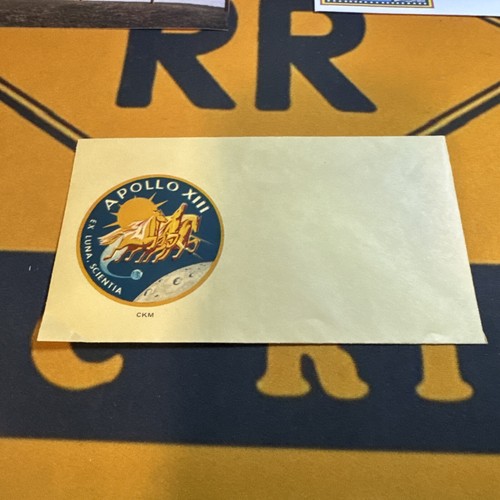 RR
APOLLO XIII
EX LUNA, SCIENTIA
CKM